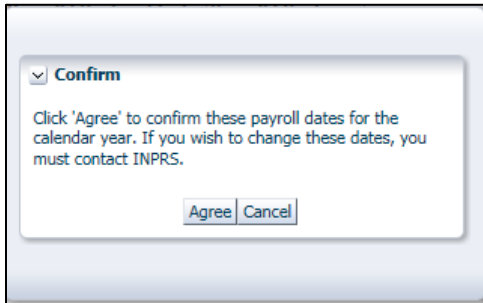 Confirm
Click 'Agree' to confirm these payroll dates for the
calendar year. If you wish to change these dates, you
must contact INPRS.
Agree Cancel